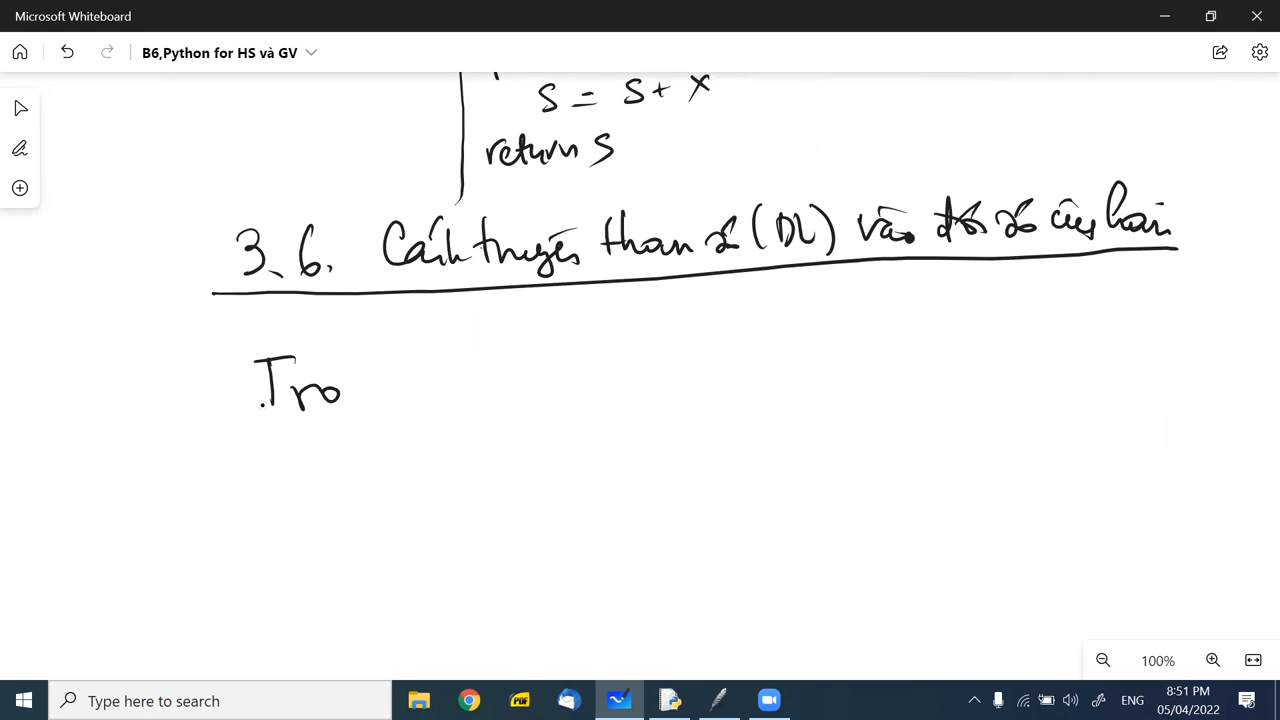 Microsoft Whiteboard
B6,Python for HS và GV
S = S + X
return S
3.6. Cách truyền tham số (DL) vào đối số của hàm
Tro
100%
Type here to search
PDF
ENG
8:51 PM
05/04/2022